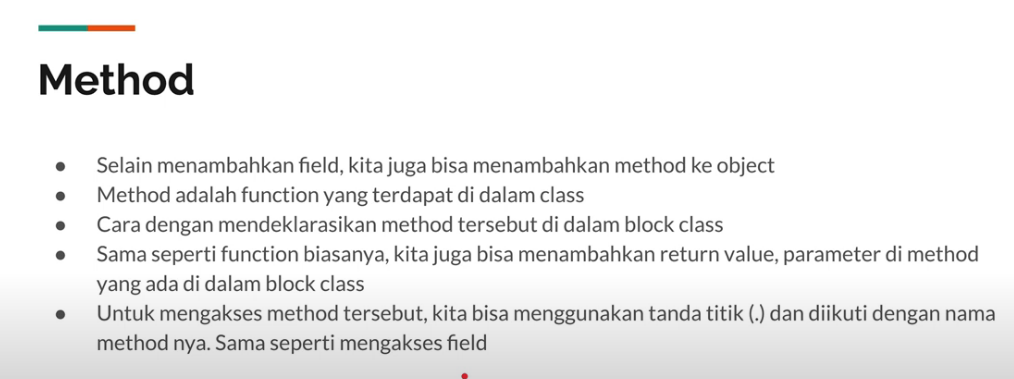 Method
● Selain menambahkan field, kita juga bisa menambahkan method ke object
● Method adalah function yang terdapat di dalam class
● Cara dengan mendeklarasikan method tersebut di dalam block class
● Sama seperti function biasanya, kita juga bisa menambahkan return value, parameter di method
yang ada di dalam block class
● Untuk mengakses method tersebut, kita bisa menggunakan tanda titik (.) dan diikuti dengan nama
method nya. Sama seperti mengakses field